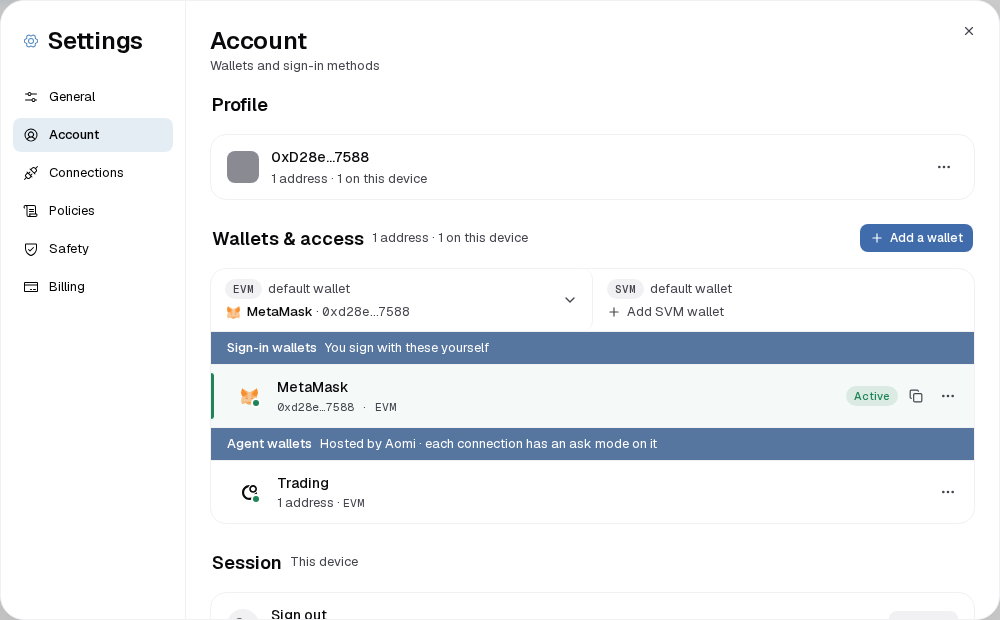 Settings
General
Account
Connections
Policies
Safety
Billing
Account
Wallets and sign-in methods
Profile
0xD28e...7588
1 address · 1 on this device
Wallets & access 1 address · 1 on this device
+ Add a wallet
EVM default wallet
MetaMask · 0xd28e...7588
SVM default wallet
+ Add SVM wallet
Sign-in wallets You sign with these yourself
MetaMask
0xd28e…7588 · EVM
Active
Agent wallets Hosted by Aomi · each connection has an ask mode on it
Trading
1 address · EVM
Session This device
Sign out